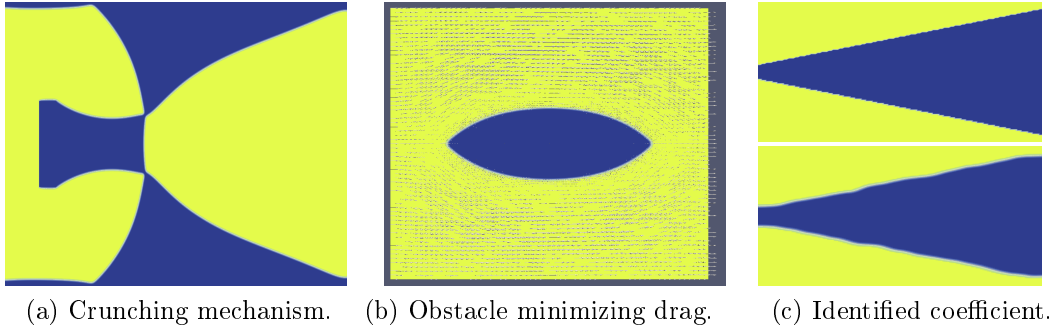 (a) Crunching mechanism.
(b) Obstacle minimizing drag.
(c) Identified coefficient.